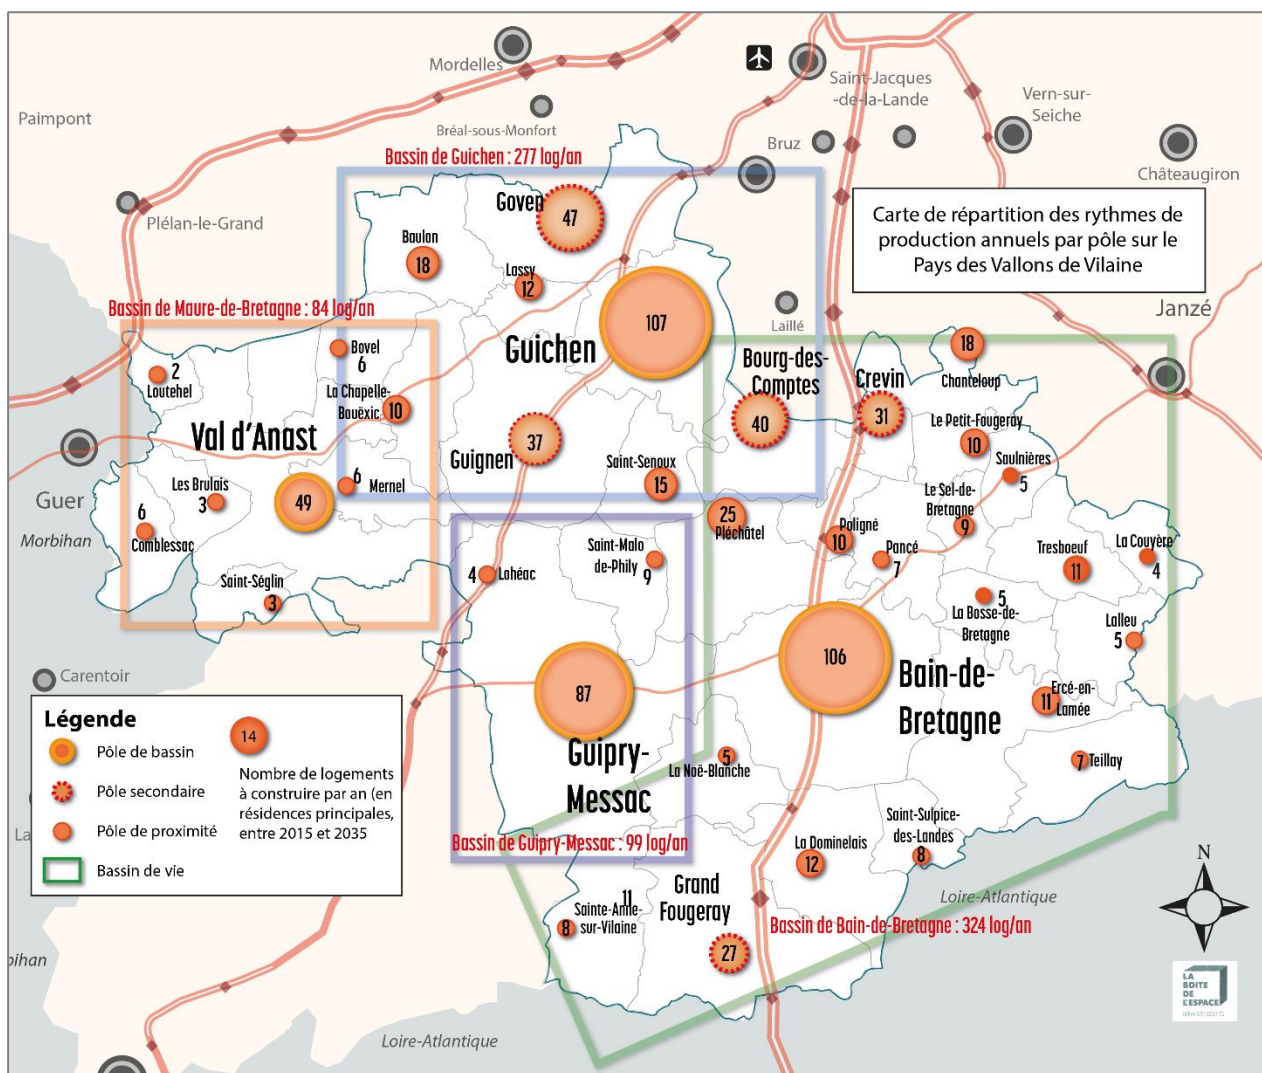 Mordelles
Paimpont
Bréal-sous-Monfort
Saint-Jacques
-de-la-Lande
Vern-sur-
Seiche
Bruz
Châteaugiron
Plélan-le-Grand
Bassin de Guichen : 277 log/an
Carte de répartition des rythmes de
production annuels par pôle sur le
Pays des Vallons de Vilaine
Goven
47
Baulon
18
Lassy
12
Bassin de Maure-de-Bretagne : 84 log/an
Guichen
107
Laillé
Janzé
Bovel
6
2
Loutehel
La Chapelle-
Bouëxic
10
Bourg-des-
Comptes
40
Crevin
31
18
Chanteloup
Le Petit-Fougeray
10
Val d'Anast
49
Guignen
37
Saint-Senoux
15
Saulnières
5
Guer
Morbihan
Les Brulais
3
6
Mernel
6
Comblessac
Le Sel-de-
Bretagne
9
25
Pléchâtel
Poligné
10
Pancé
7
Tresboeuf
11
La Couyère
4
Saint-Séglin
3
4
Lohéac
Saint-Malo
de-Phily
9
5
La Bosse-de-
Bretagne
Lalleu
5
106
Bain-de-
Bretagne
87
Guipry-
Messac
Ercé-en-
Lamée
11
Carentoir
5
La Noë-Blanche
7
Teillay
Légende
Pôle de bassin
Pôle secondaire
Pôle de proximité
Bassin de vie
14
Nombre de logements
à construire par an (en
résidences principales,
entre 2015 et 2035
La
Bassin de Guipry-Messac : 99 log/an
La Dominelais
12
Saint-Sulpice-
des-Landes
8
Grand
Fougeray
27
11
Sainte-Anne-
sur-Vilaine
8
Bassin de Bain-de-Bretagne : 324 log/an
Loire-Atlantique
N
bihan
Loire-Atlantique
LA
BOITE
DE
L'ESPACE